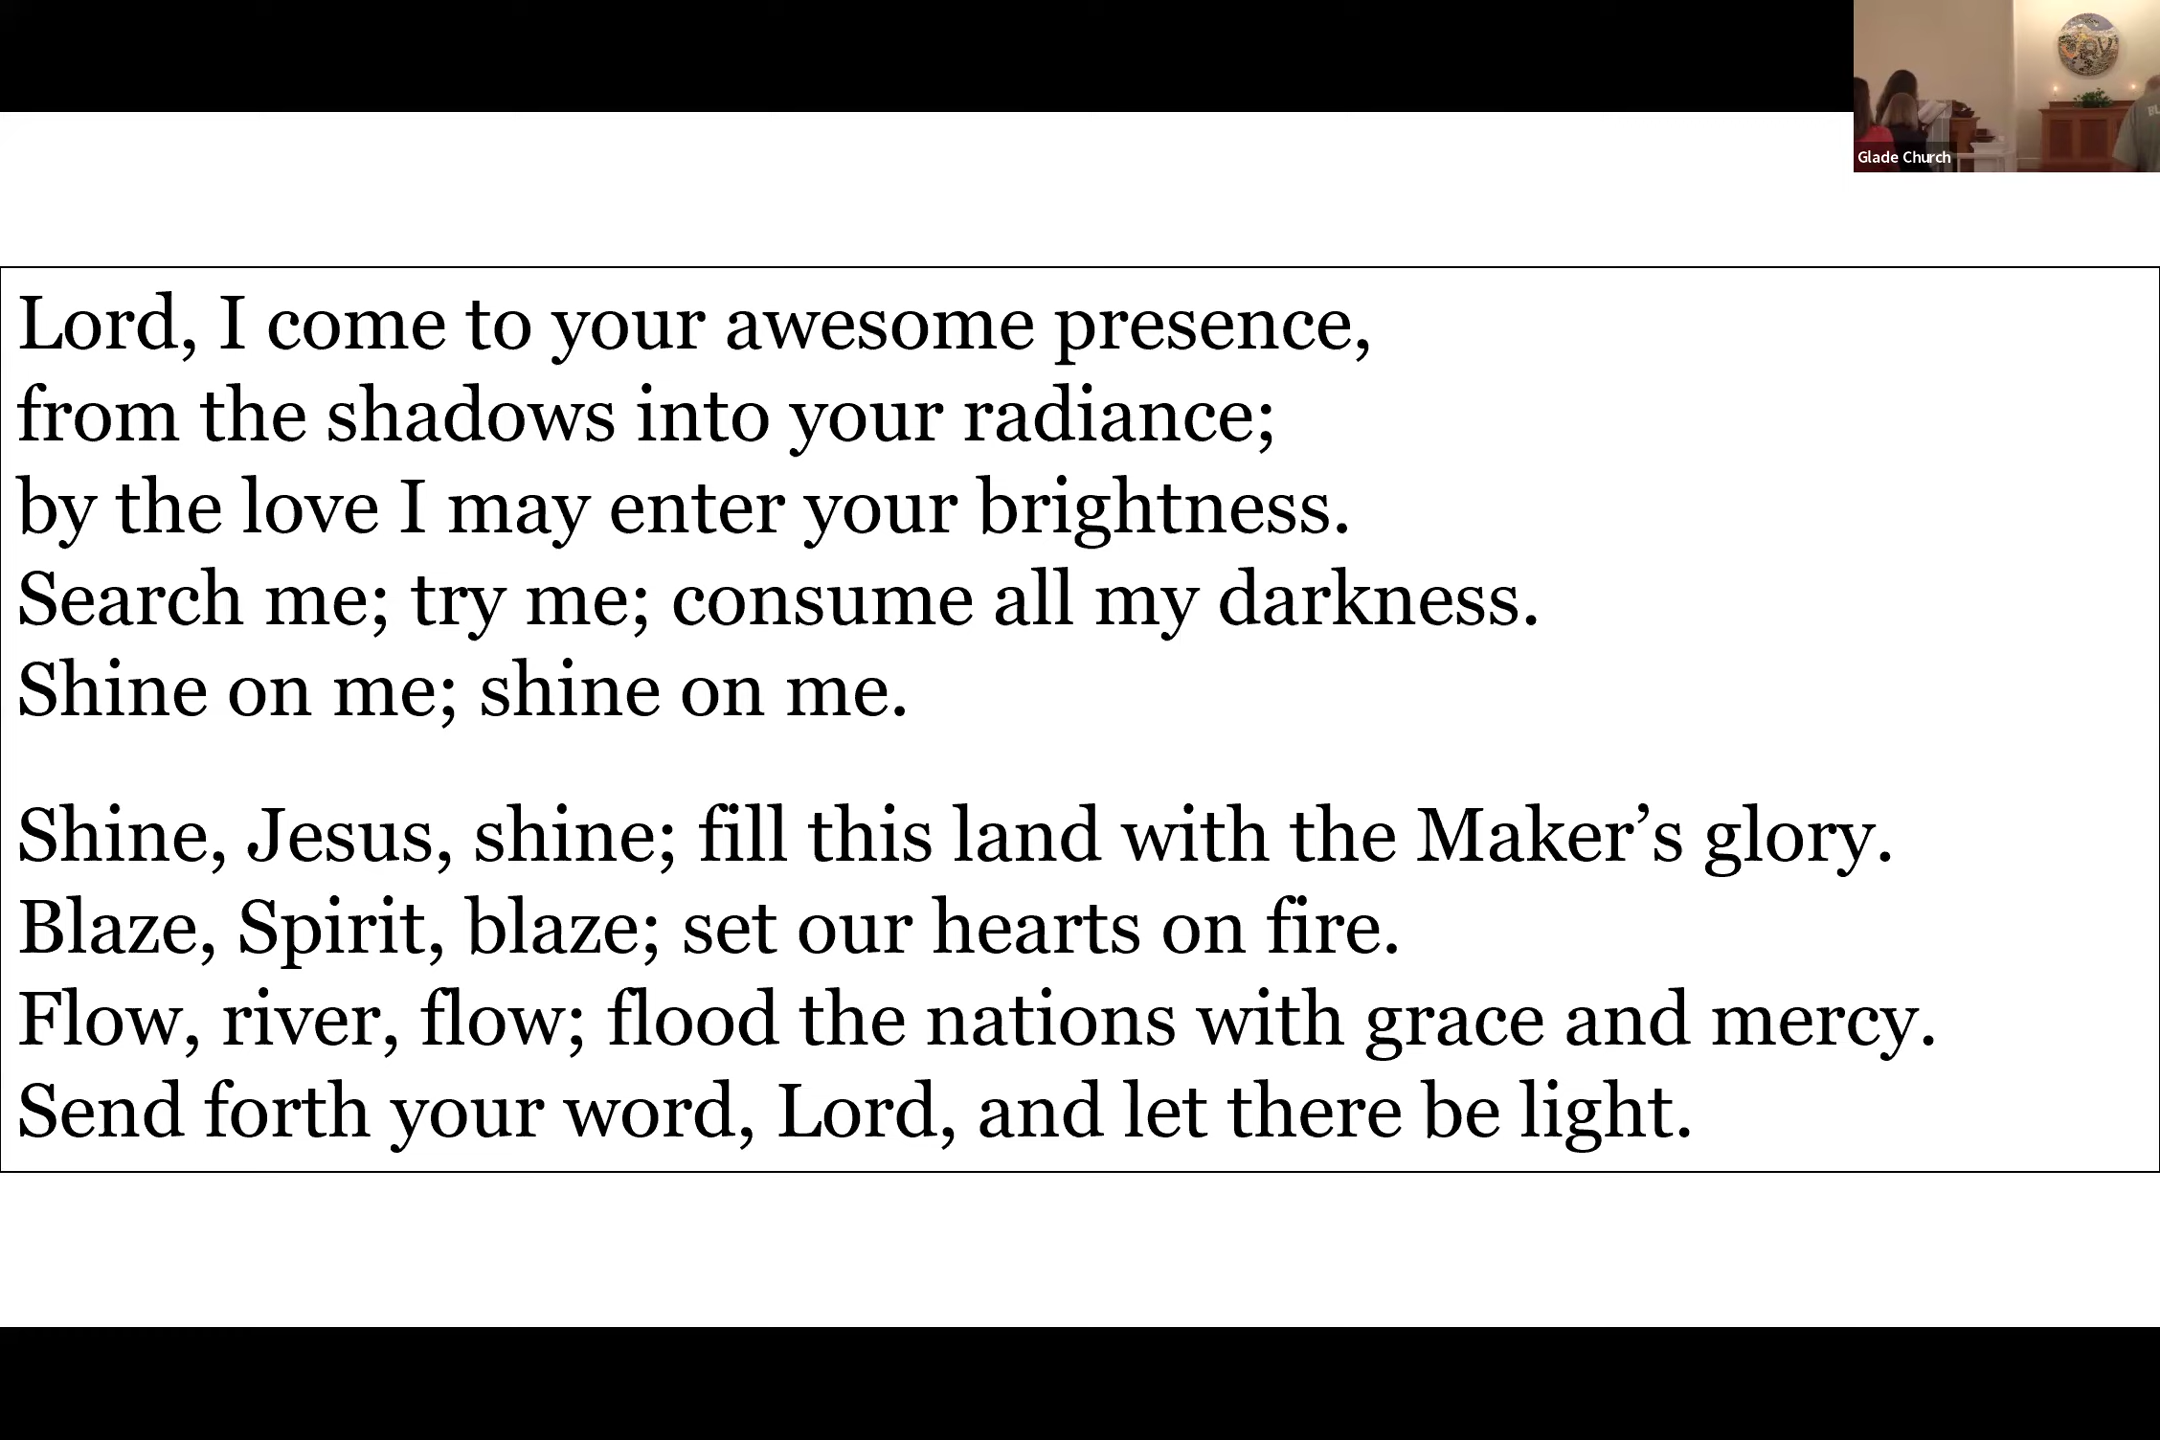 Glade Church
Lord, I come to your awesome presence,
from the shadows into your radiance;
by the love I may enter your brightness.
Search me; try me; consume all my darkness.
Shine on me; shine on me.
Shine, Jesus, shine; fill this land with the Maker’s glory.
Blaze, Spirit, blaze; set our hearts on fire.
Flow, river, flow; flood the nations with grace and mercy.
Send forth your word, Lord, and let there be light.